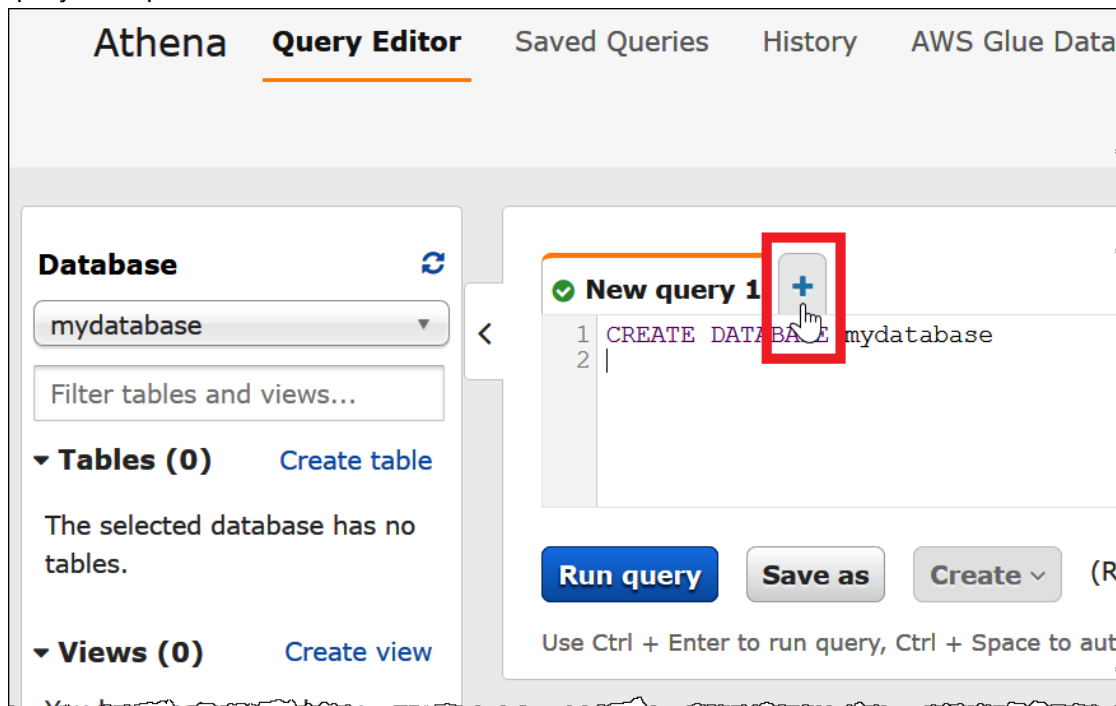 Athena Query Editor Saved Queries History AWS Glue Data
Database
mydatabase
Filter tables and views...
Tables (0) Create table
The selected database has no
tables.
Views (0) Create view
New query 1 +
1 CREATE DATABASE mydatabase
2
Run query Save as Create (R
Use Ctrl + Enter to run query, Ctrl + Space to aut